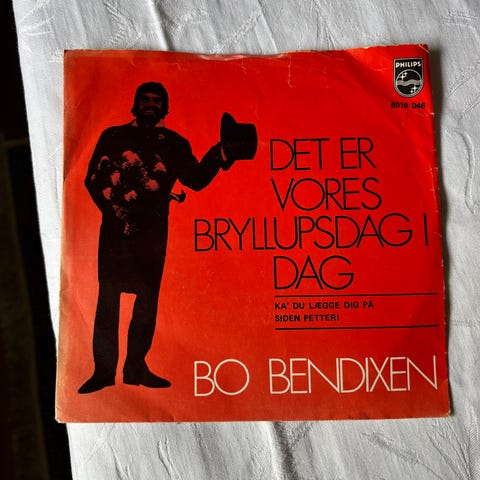 PHILIPS
6019 046
DET ER
VORES
BRYLLUPSDAG I
DAG
KA' DU LÆGGE DIG PÅ
SIDEN PETTER!
BO BENDIXEN